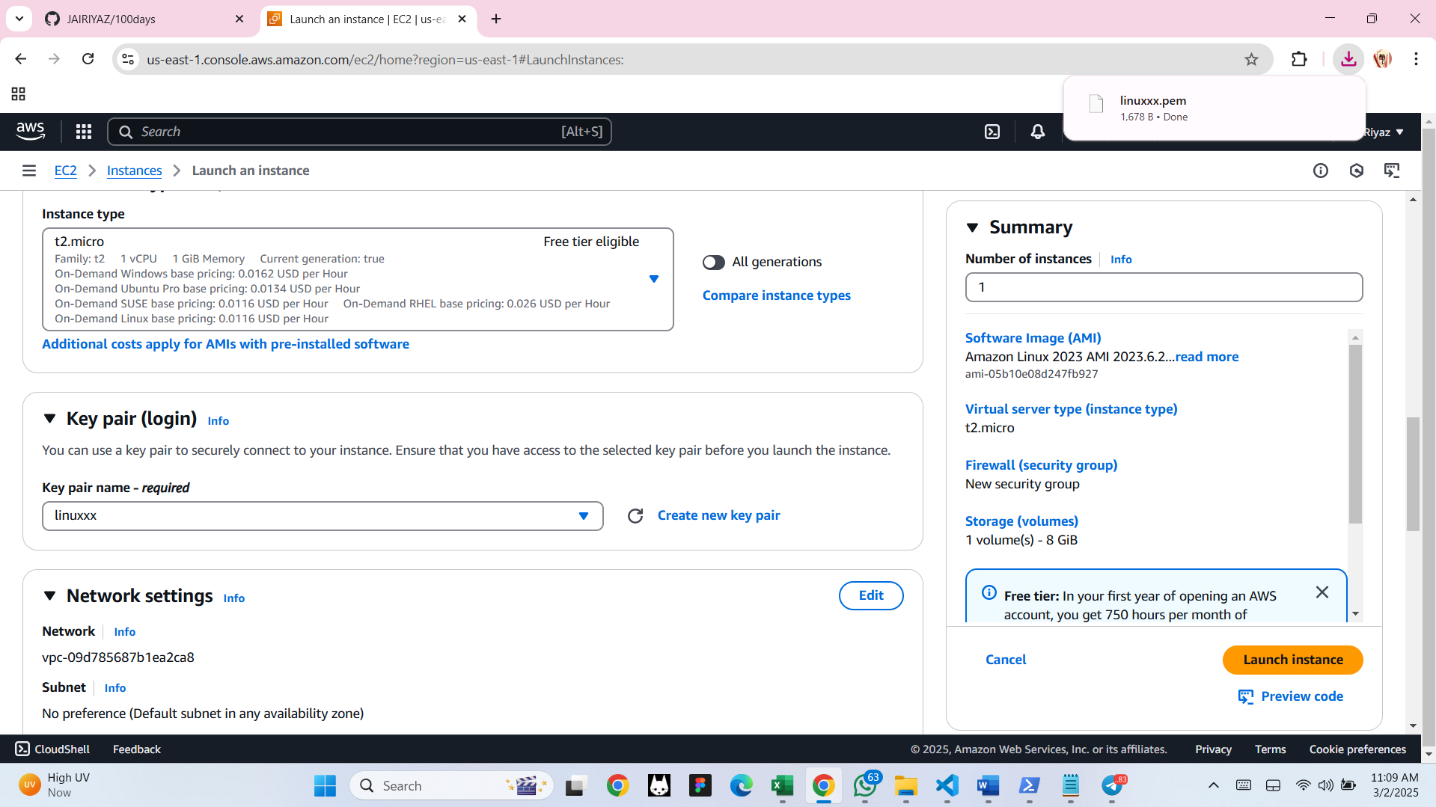 JAIRIYAZ/100days
Launch an instance | EC2 | us-ea
us-east-1.console.aws.amazon.com/ec2/home?region=us-east-1#LaunchInstances:
linuxxx.pem
1,678 B • Done
aws
Search
[Alt+S]
Riyaz
EC2
Instances
Launch an instance
Instance type
t2.micro
Free tier eligible
Family: t2 1 vCPU 1 GiB Memory Current generation: true
On-Demand Windows base pricing: 0.0162 USD per Hour
On-Demand Ubuntu Pro base pricing: 0.0134 USD per Hour
On-Demand SUSE base pricing: 0.0116 USD per Hour On-Demand RHEL base pricing: 0.026 USD per Hour
On-Demand Linux base pricing: 0.0116 USD per Hour
All generations
Compare instance types
Additional costs apply for AMIs with pre-installed software
Key pair (login) Info
You can use a key pair to securely connect to your instance. Ensure that you have access to the selected key pair before you launch the instance.
Key pair name - required
linuxxx
Create new key pair
Network settings Info
Edit
Network Info
vpc-09d785687b1ea2ca8
Subnet Info
No preference (Default subnet in any availability zone)
Summary
Number of instances Info
1
Software Image (AMI)
Amazon Linux 2023 AMI 2023.6.2...read more
ami-05b10e08d247fb927
Virtual server type (instance type)
t2.micro
Firewall (security group)
New security group
Storage (volumes)
1 volume(s) - 8 GiB
Free tier: In your first year of opening an AWS
account, you get 750 hours per month of
Cancel
Launch instance
Preview code
CloudShell
Feedback
© 2025, Amazon Web Services, Inc. or its affiliates.
Privacy
Terms
Cookie preferences
UV
High UV
Now
Search
63
83
11:09 AM
3/2/2025